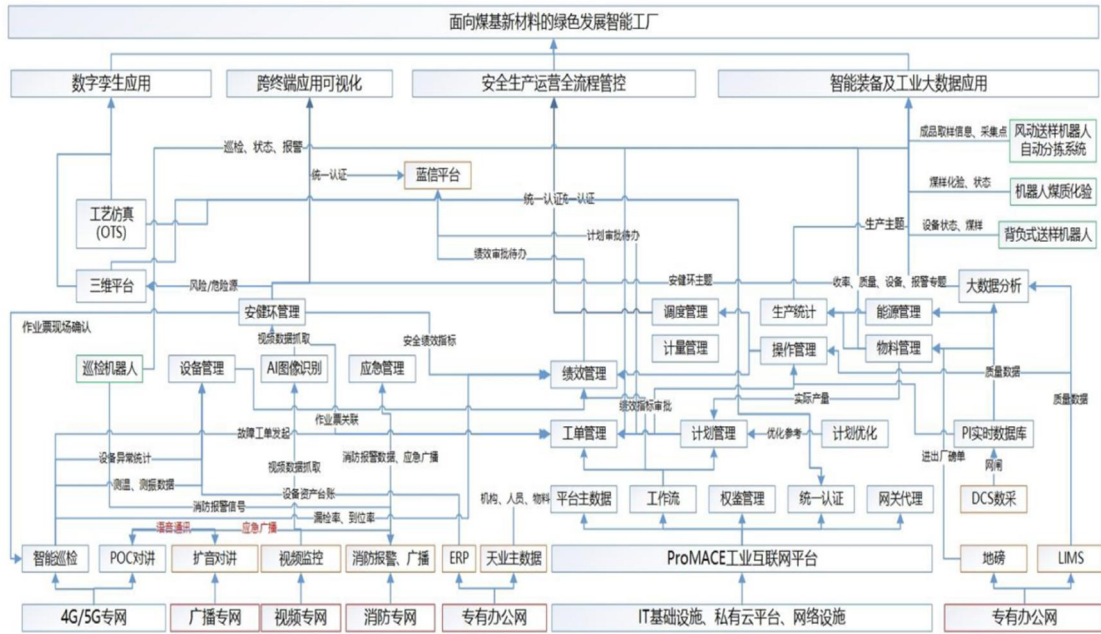 面向煤基新材料的绿色发展智能工厂
数字孪生应用
跨终端应用可视化
安全生产运营全流程管控
智能装备及工业大数据应用
成品取样信息、采集点
风动送样机器人
自动分拣系统
巡检、状态、报警
统一认证
蓝信平台
煤样化验、状态
机器人煤质化验
工艺仿真
(OTS)
统一认证
统一认证
生产主题
设备状态、煤样
背负式送样机器人
计划审批待办
绩效审批待办
三维平台
风险/危险源
安健环主题
收率、质量、设备、报警专题
大数据分析
安健环管理
调度管理
生产统计
能源管理
作业票现场确认
视频数据抓取
安全绩效指标
计量管理
操作管理
物料管理
巡检机器人
设备管理
AI图像识别
应急管理
绩效管理
质量数据
实际产量
质量数据
绩效指标审批
作业票关联
故障工单发起
工单管理
计划管理
优化参考
计划优化
PI实时数据库
设备异常统计
视频数据抓取
消防报警数据、应急广播
进出厂磅单
网闸
测温、测振数据
设备资产台账
机构、人员、物料
平台主数据
工作流
权监管理
统一认证
网关代理
DCS数采
消防报警信号
漏检率、到位率
语音通讯
应急广播
智能巡检
POC对讲
扩音对讲
视频监控
消防报警、广播
ERP
天业主数据
ProMACE工业互联网平台
地磅
LIMS
4G/5G专网
广播专网
视频专网
消防专网
专有办公网
IT基础设施、私有云平台、网络设施
专有办公网